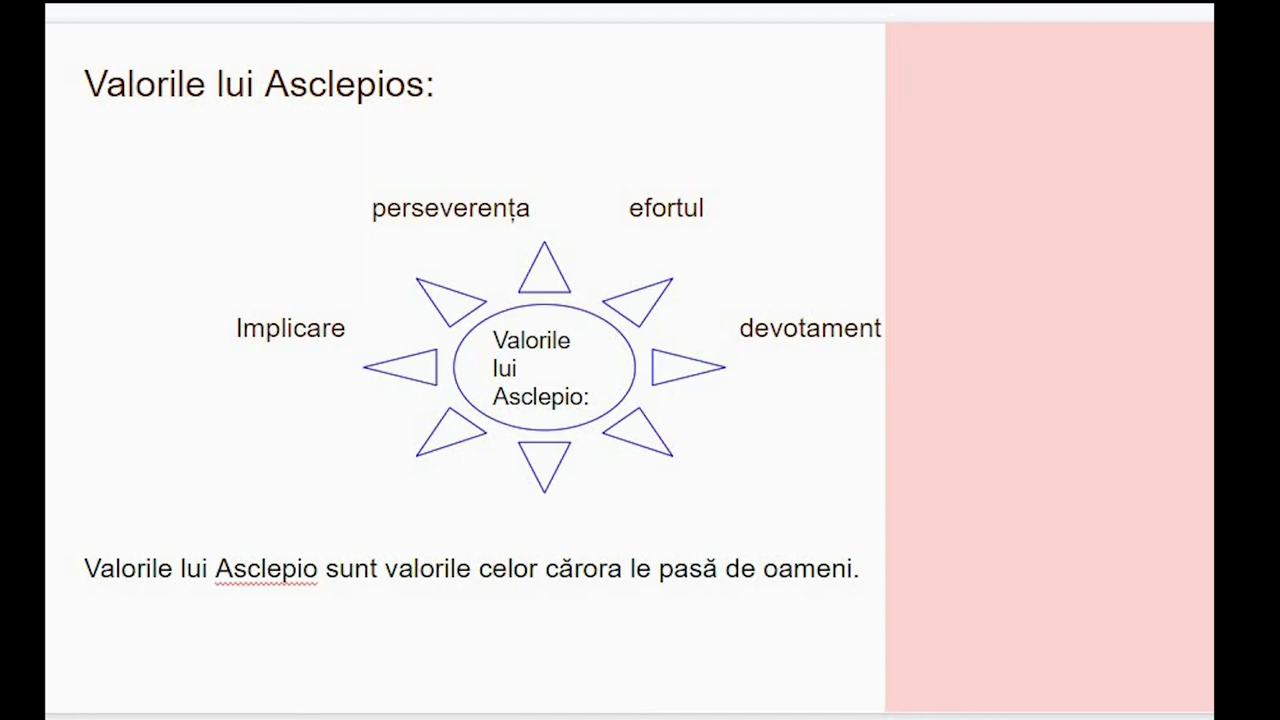 Valorile lui Asclepios:
perseverența
efortul
Implicare
devotament
Valorile
lui
Asclepio:
Valorile lui Asclepio sunt valorile celor cărora le pasă de oameni.